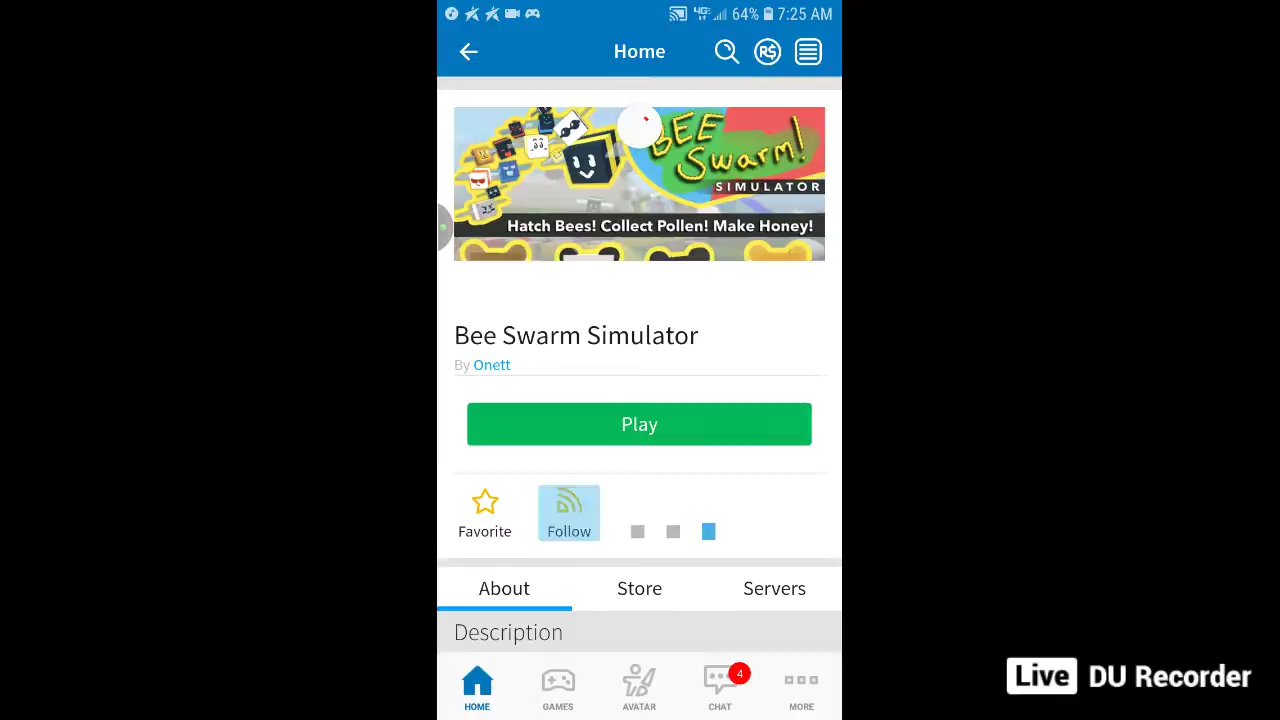 4G 64% 7:25 AM
Home
R$
BEE
Swarm!
SIMULATOR
Hatch Bees! Collect Pollen! Make Honey!
Bee Swarm Simulator
By Onett
Play
Favorite
Follow
About
Store
Servers
Description
4
HOME
GAMES
AVATAR
CHAT
MORE
Live DU Recorder